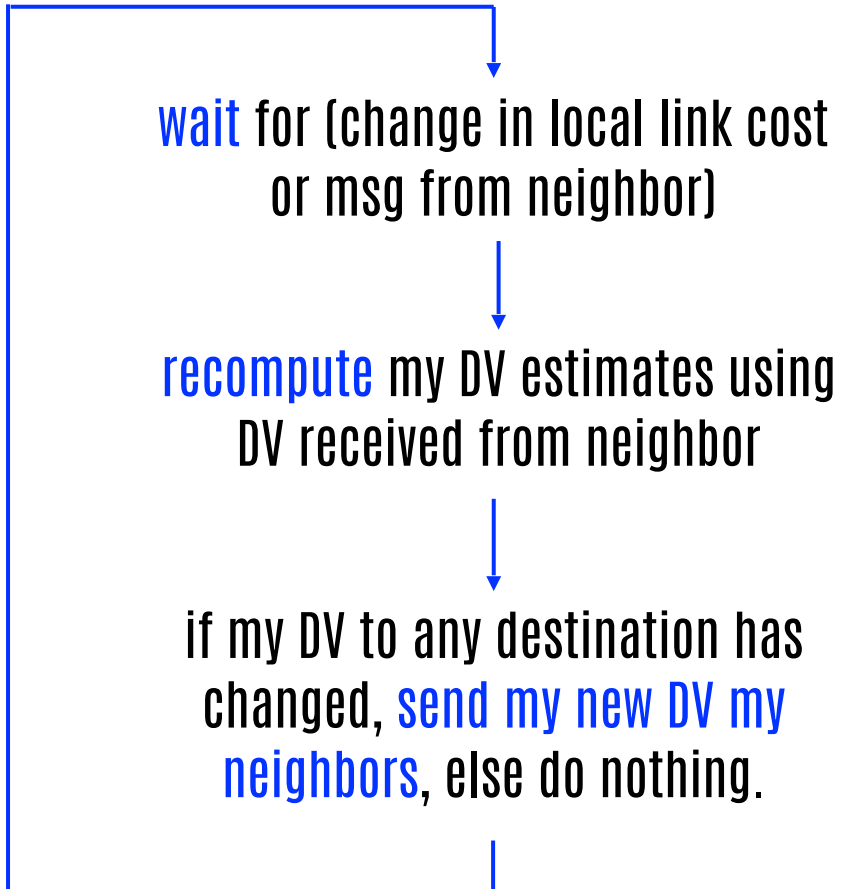 wait for (change in local link cost
or msg from neighbor)
recompute my DV estimates using
DV received from neighbor
if my DV to any destination has
changed, send my new DV my
neighbors, else do nothing.